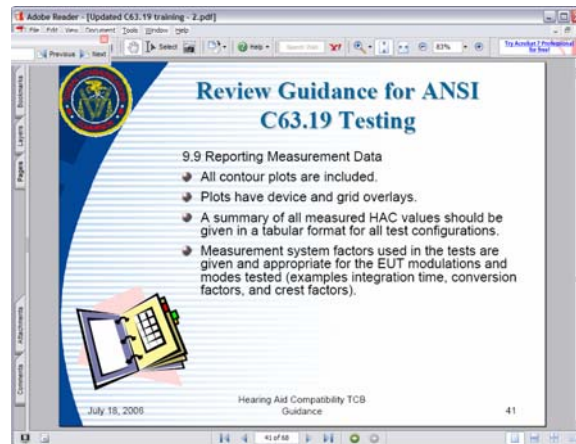 Adobe Reader - [Updated C63.19 training - 2.pdf]
File Edit View Document Tools Window Help
Previous Next Select Help 83% Try Acrobat 7 Professional for free!
Bookmarks
Layers
Pages
Attachments
Comments
Review Guidance for ANSI
C63.19 Testing
9.9 Reporting Measurement Data
All contour plots are included.
Plots have device and grid overlays.
A summary of all measured HAC values should be
given in a tabular format for all test configurations.
Measurement system factors used in the tests are
given and appropriate for the EUT modulations and
modes tested (examples integration time, conversion
factors, and crest factors).
July 18, 2006
Hearing Aid Compatibility TCB
Guidance
41
41 of 68